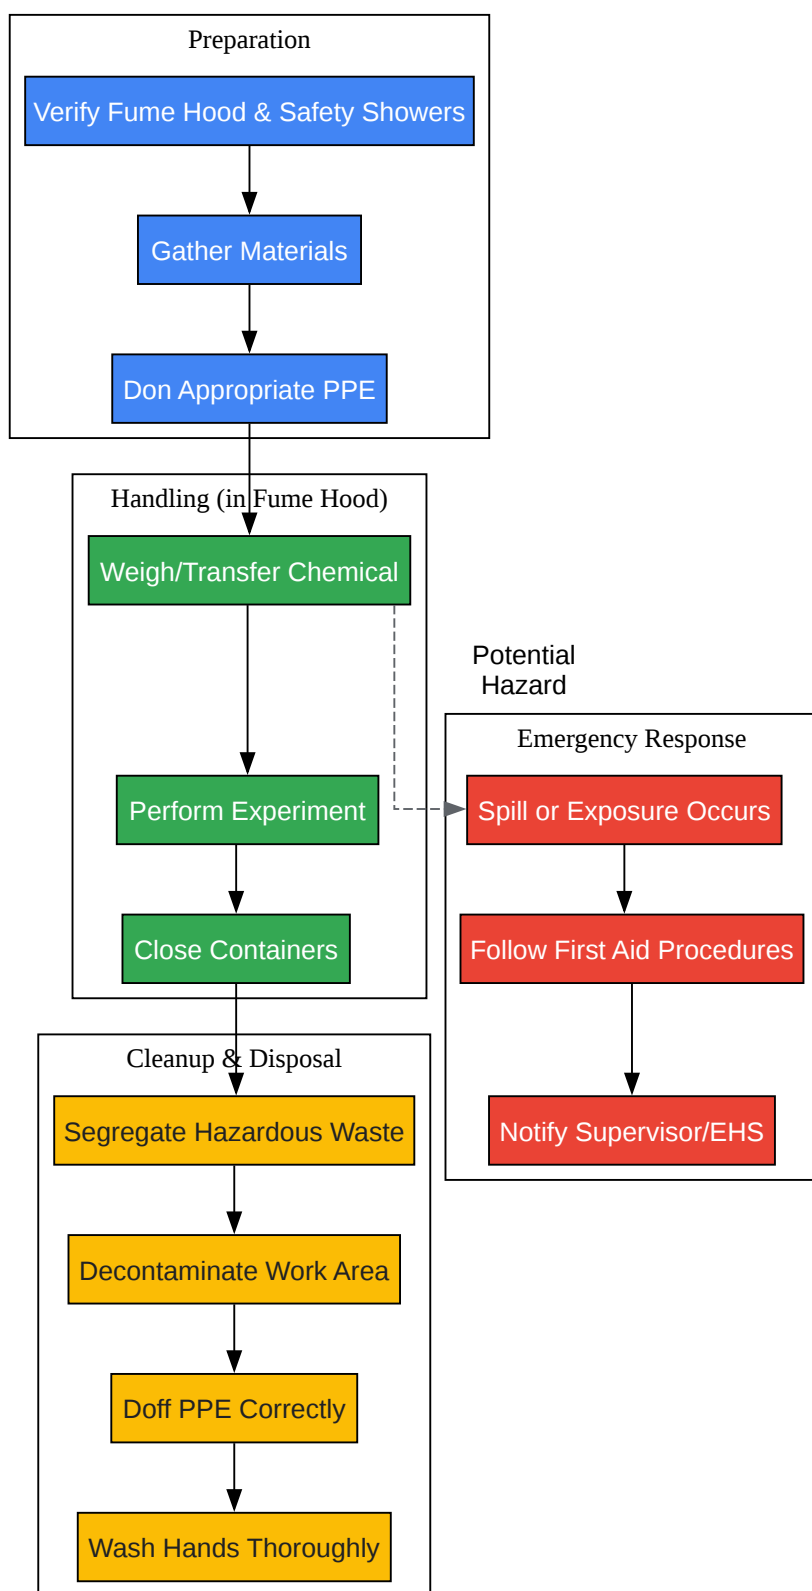 Preparation
Verify Fume Hood & Safety Showers
Gather Materials
Don Appropriate PPE
Handling (in Fume Hood)
Weigh/Transfer Chemical
Perform Experiment
Close Containers
Potential
Hazard
Emergency Response
Spill or Exposure Occurs
Follow First Aid Procedures
Notify Supervisor/EHS
Cleanup & Disposal
Segregate Hazardous Waste
Decontaminate Work Area
Doff PPE Correctly
Wash Hands Thoroughly